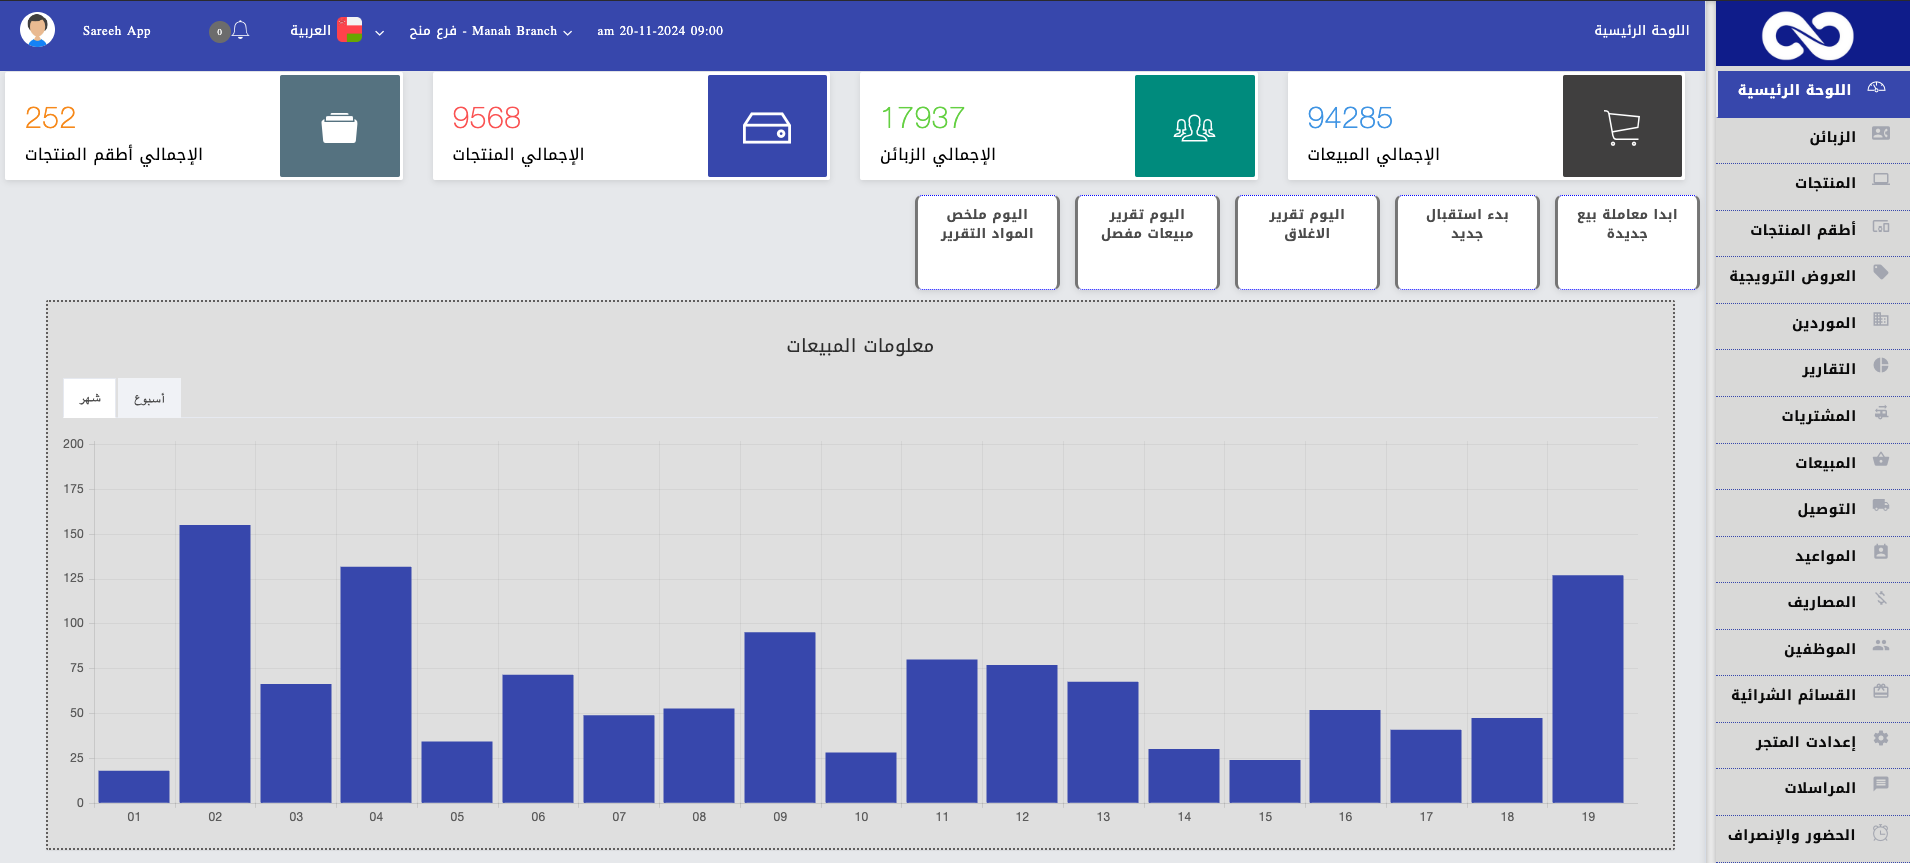 اللوحة الرئيسية
09:00 20-11-2024 am
Manah Branch - فرع منح
العربية
0
Sareeh App
94285
الإجمالي المبيعات
17937
الإجمالي الزبائن
9568
الإجمالي المنتجات
252
الإجمالي أطقم المنتجات
ابدا معاملة بيع
جديدة
بدء استقبال
جديد
اليوم تقرير
الاغلاق
اليوم تقرير
مبيعات مفصل
اليوم ملخص
المواد التقرير
معلومات المبيعات
شهر
أسبوع
200
175
150
125
100
75
50
25
0
01 02 03 04 05 06 07 08 09 10 11 12 13 14 15 16 17 18 19
اللوحة الرئيسية
الزبائن
المنتجات
أطقم المنتجات
العروض الترويجية
الموردين
التقارير
المشتريات
المبيعات
التوصيل
المواعيد
المصاريف
الموظفين
القسائم الشرائية
إعدادت المتجر
المراسلات
الحضور والإنصراف